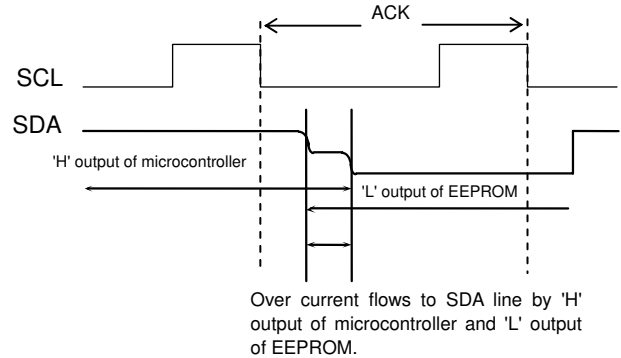 ACK
SCL
SDA
'H' output of microcontroller
'L' output of EEPROM
Over current flows to SDA line by 'H'
output of microcontroller and 'L' output
of EEPROM.